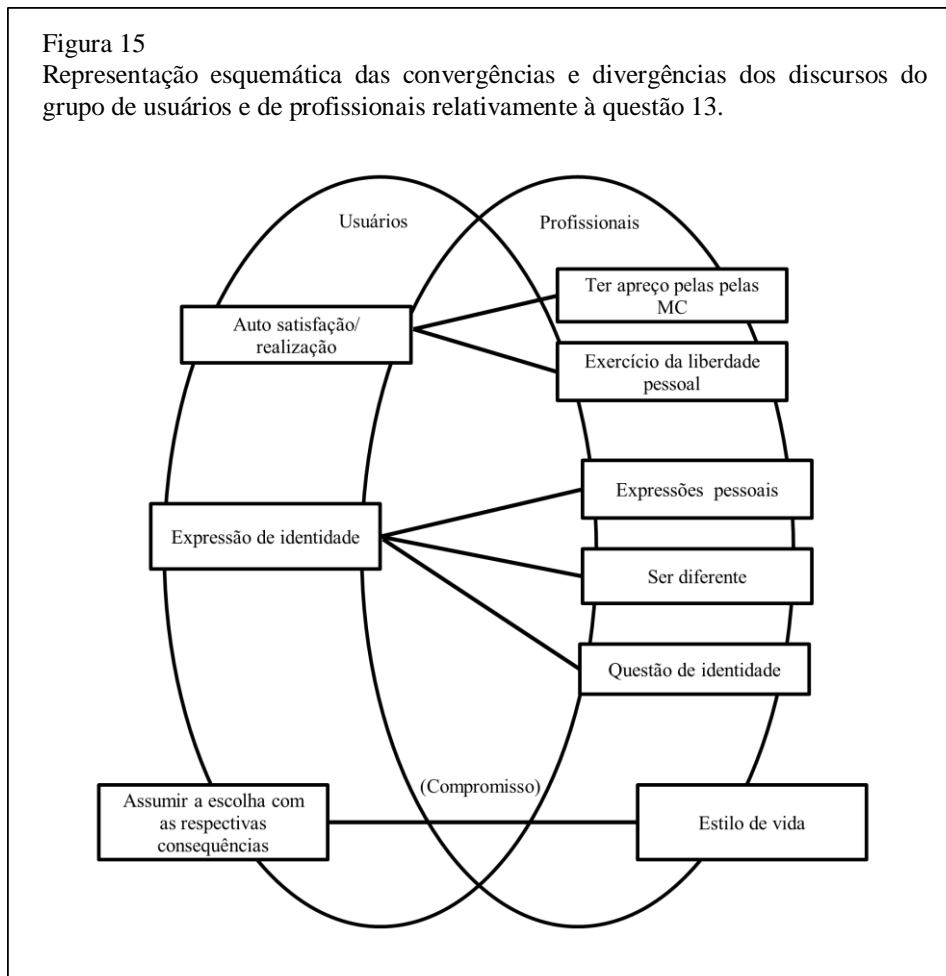 Figura 15
Representação esquemática das convergências e divergências dos discursos do
grupo de usuários e de profissionais relativamente à questão 13.
Usuários
Profissionais
Ter apreço pelas pelas
MC
Auto satisfação/
realização
Exercício da liberdade
pessoal
Expressões pessoais
Expressão de identidade
Ser diferente
Questão de identidade
(Compromisso)
Assumir a escolha com
as respectivas
consequências
Estilo de vida